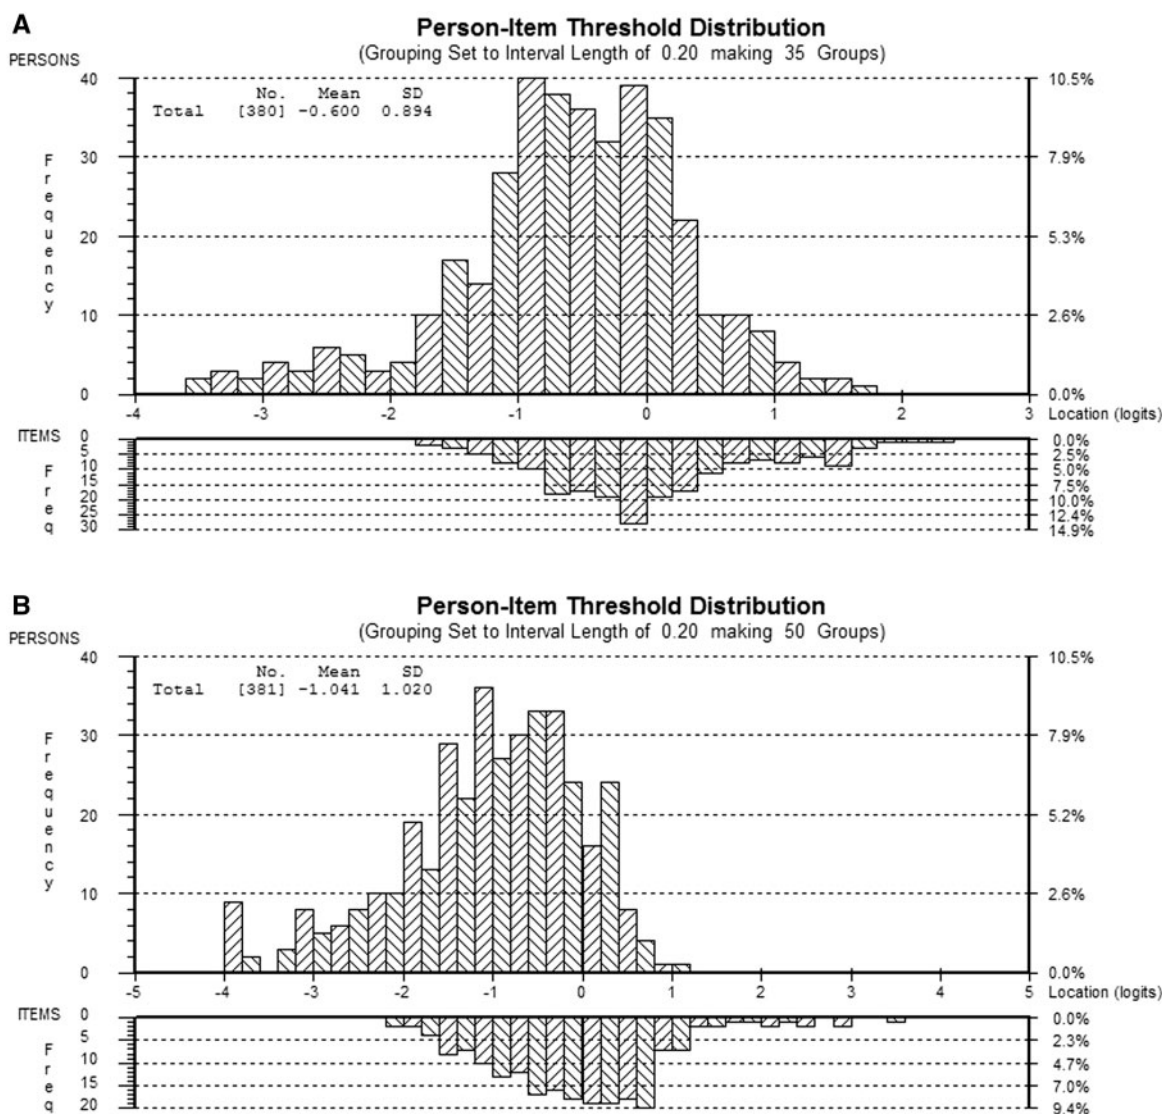 A
Person-Item Threshold Distribution
(Grouping Set to Interval Length of 0.20 making 35 Groups)
PERSONS
No. Mean SD
Total [380] -0.600 0.894
Frequency
40 30 20 10 0
10.5% 7.9% 5.3% 2.6% 0.0%
-4 -3 -2 -1 0 1 2 3 Location (logits)
ITEMS
Freq
0 5 10 15 20 25 30
0.0% 2.5% 5.0% 7.5% 10.0% 12.4% 14.9%
B
Person-Item Threshold Distribution
(Grouping Set to Interval Length of 0.20 making 50 Groups)
PERSONS
No. Mean SD
Total [381] -1.041 1.020
Frequency
40 30 20 10 0
10.5% 7.9% 5.2% 2.6% 0.0%
-5 -4 -3 -2 -1 0 1 2 3 4 5 Location (logits)
ITEMS
Freq
0 5 10 15 20
0.0% 2.3% 4.7% 7.0% 9.4%